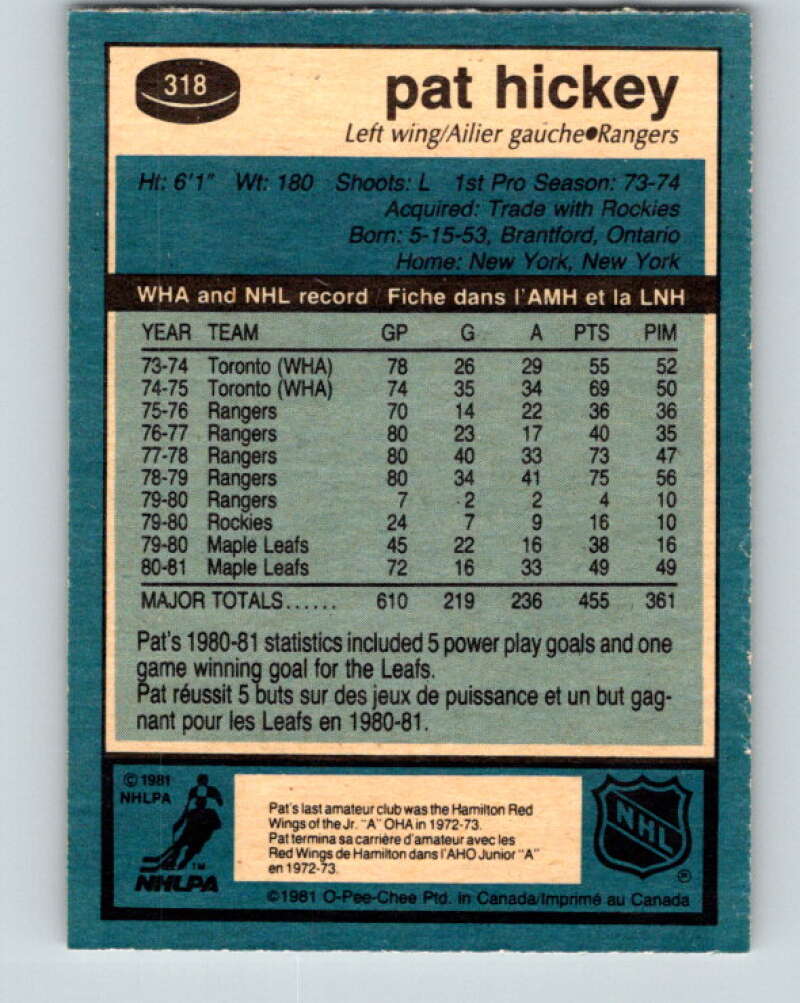 318
pat hickey
Left wing/Ailier gauche●Rangers
Ht: 6'1" Wt: 180 Shoots: L 1st Pro Season: 73-74
Acquired: Trade with Rockies
Born: 5-15-53, Brantford, Ontario
Home: New York, New York
WHA and NHL record / Fiche dans l'AMH et la LNH
YEAR TEAM GP G A PTS PIM
73-74 Toronto (WHA) 78 26 29 55 52
74-75 Toronto (WHA) 74 35 34 69 50
75-76 Rangers 70 14 22 36 36
76-77 Rangers 80 23 17 40 35
77-78 Rangers 80 40 33 73 47
78-79 Rangers 80 34 41 75 56
79-80 Rangers 7 2 2 4 10
79-80 Rockies 24 7 9 16 10
79-80 Maple Leafs 45 22 16 38 16
80-81 Maple Leafs 72 16 33 49 49
MAJOR TOTALS...... 610 219 236 455 361
Pat's 1980-81 statistics included 5 power play goals and one
game winning goal for the Leafs.
Pat réussit 5 buts sur des jeux de puissance et un but gag-
nant pour les Leafs en 1980-81.
© 1981
NHLPA
Pat's last amateur club was the Hamilton Red
Wings of the Jr. "A" OHA in 1972-73.
Pat termina sa carrière d'amateur avec les
Red Wings de Hamilton dans l'AHO Junior "A"
en 1972-73.
TM
NHLPA
NHL
®
©1981 O-Pee-Chee Ptd. in Canada/Imprimé au Canada